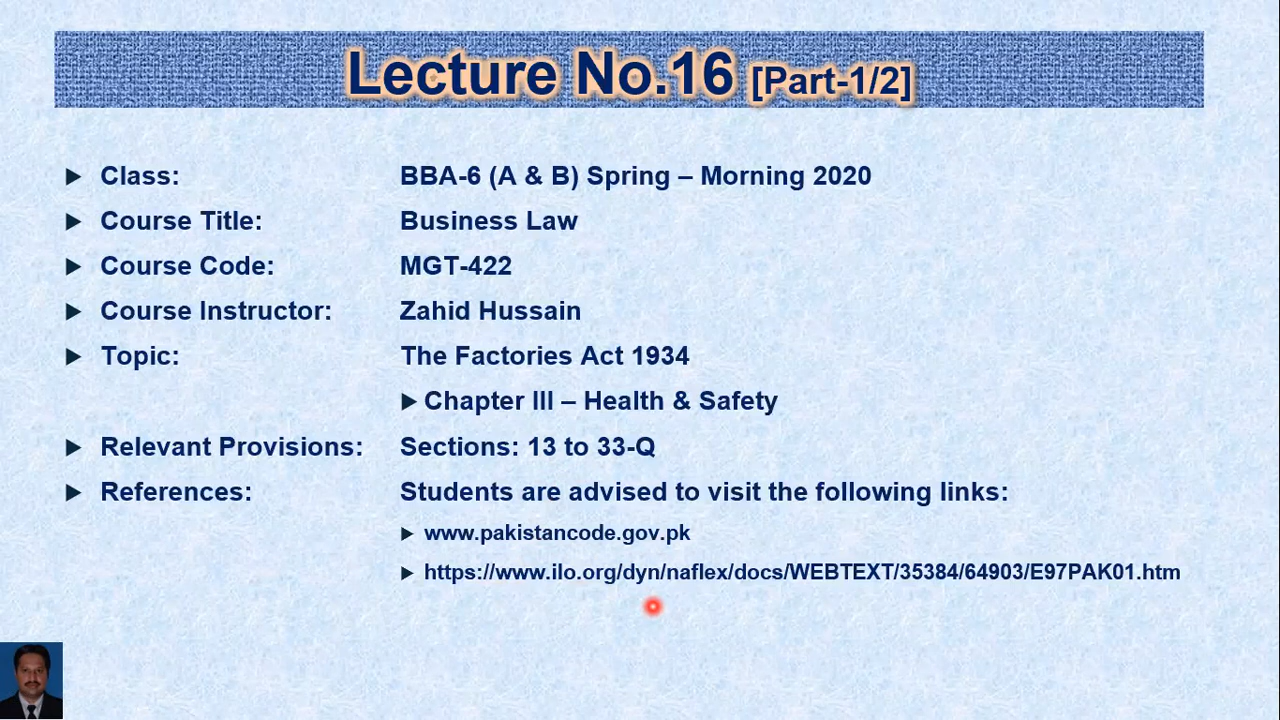 Lecture No.16 [Part-1/2]
Class: BBA-6 (A & B) Spring – Morning 2020
Course Title: Business Law
Course Code: MGT-422
Course Instructor: Zahid Hussain
Topic: The Factories Act 1934
Chapter III – Health & Safety
Relevant Provisions: Sections: 13 to 33-Q
References: Students are advised to visit the following links:
www.pakistancode.gov.pk
https://www.ilo.org/dyn/naflex/docs/WEBTEXT/35384/64903/E97PAK01.htm